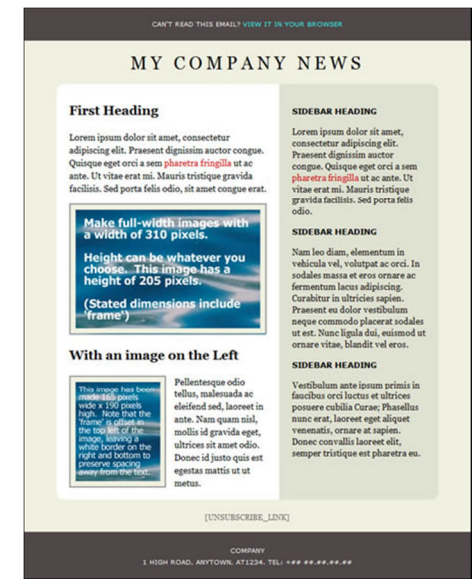 CAN'T READ THIS EMAIL? VIEW IT IN YOUR BROWSER
MY COMPANY NEWS
First Heading
Lorem ipsum dolor sit amet, consectetur
adipiscing elit. Praesent dignissim auctor congue.
Quisque eget orci a sem pharetra fringilla ut ac
ante. Ut vitae erat mi. Mauris tristique gravida
facilisis. Sed porta felis odio, sit amet congue erat.
Make full-width images with
a width of 310 pixels.
Height can be whatever you
choose. This image has a
height of 205 pixels.
(Stated dimensions include
'frame')
With an image on the Left
This image has been
made 165 pixels
wide x 190 pixels
high. Note that the
'frame' is offset in
the top left of the
image, leaving a
white border on the
right and bottom to
preserve spacing
away from the text.
Pellentesque odio
tellus, malesuada ac
eleifend sed, laoreet in
ante. Nam quam nisl,
mollis id gravida eget,
ultrices sit amet odio.
Donec id justo quis est
egestas mattis ut ut
metus.
SIDEBAR HEADING
Lorem ipsum dolor sit amet,
consectetur adipiscing elit.
Praesent dignissim auctor
congue. Quisque eget orci a sem
pharetra fringilla ut ac ante. Ut
vitae erat mi. Mauris tristique
gravida facilisis. Sed porta felis
odio.
SIDEBAR HEADING
Nam leo diam, elementum in
vehicula vel, volutpat ac orci. In
sodales massa et eros ornare ac
fermentum lacus adipiscing.
Curabitur in ultricies sapien.
Praesent eu dolor vestibulum
neque commodo placerat sodales
ut est. Nunc ligula dui, euismod ut
ornare vitae, blandit vel eros.
SIDEBAR HEADING
Vestibulum ante ipsum primis in
faucibus orci luctus et ultrices
posuere cubilia Curae; Phasellus
nunc erat, laoreet eget aliquet
venenatis, ornare at sapien.
Donec convallis laoreet elit,
semper tristique est pharetra eu.
[UNSUBSCRIBE_LINK]
COMPANY
1 HIGH ROAD, ANYTOWN, AT1234. TEL: +## ##.##.##.##